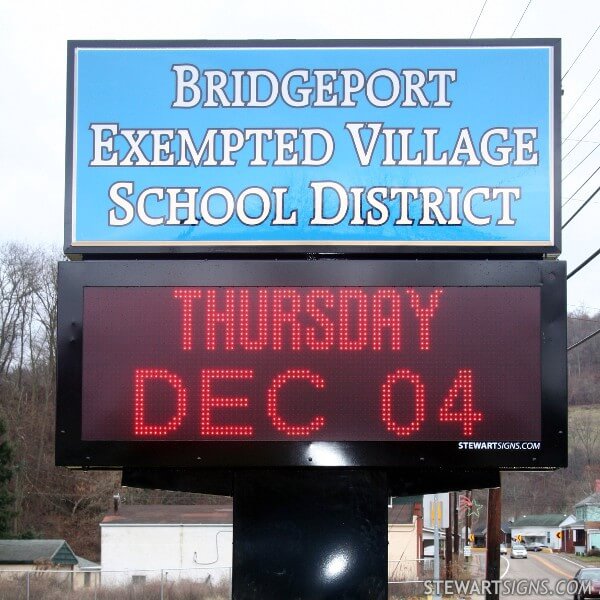 BRIDGEPORT
EXEMPTED VILLAGE
SCHOOL DISTRICT
THURSDAY
DEC 04
STEWARTSIGNS.COM
STEWARTSIGNS.COM